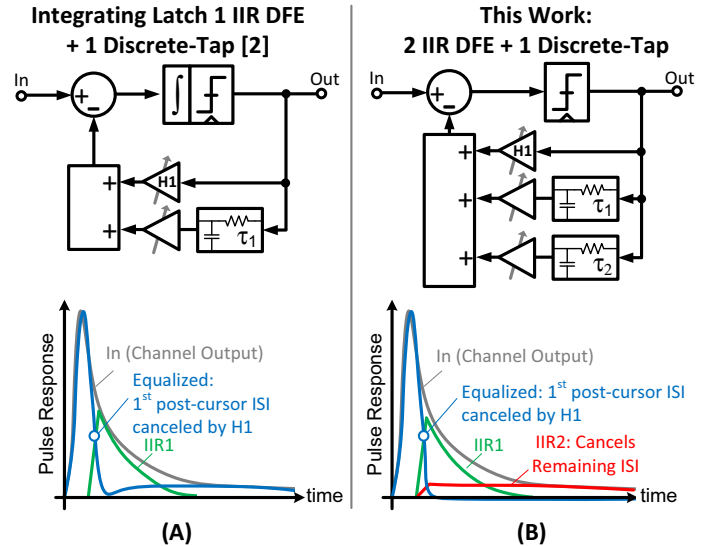 Integrating Latch 1 IIR DFE
+ 1 Discrete-Tap [2]
In
Out
+
−
∫
H1
+
+
τ1
Pulse Response
In (Channel Output)
Equalized:
1st post-cursor ISI
canceled by H1
IIR1
time
(A)
This Work:
2 IIR DFE + 1 Discrete-Tap
In
Out
+
−
H1
+
+
τ1
+
τ2
Pulse Response
In (Channel Output)
Equalized: 1st post-cursor ISI
canceled by H1
IIR1
IIR2: Cancels
Remaining ISI
time
(B)